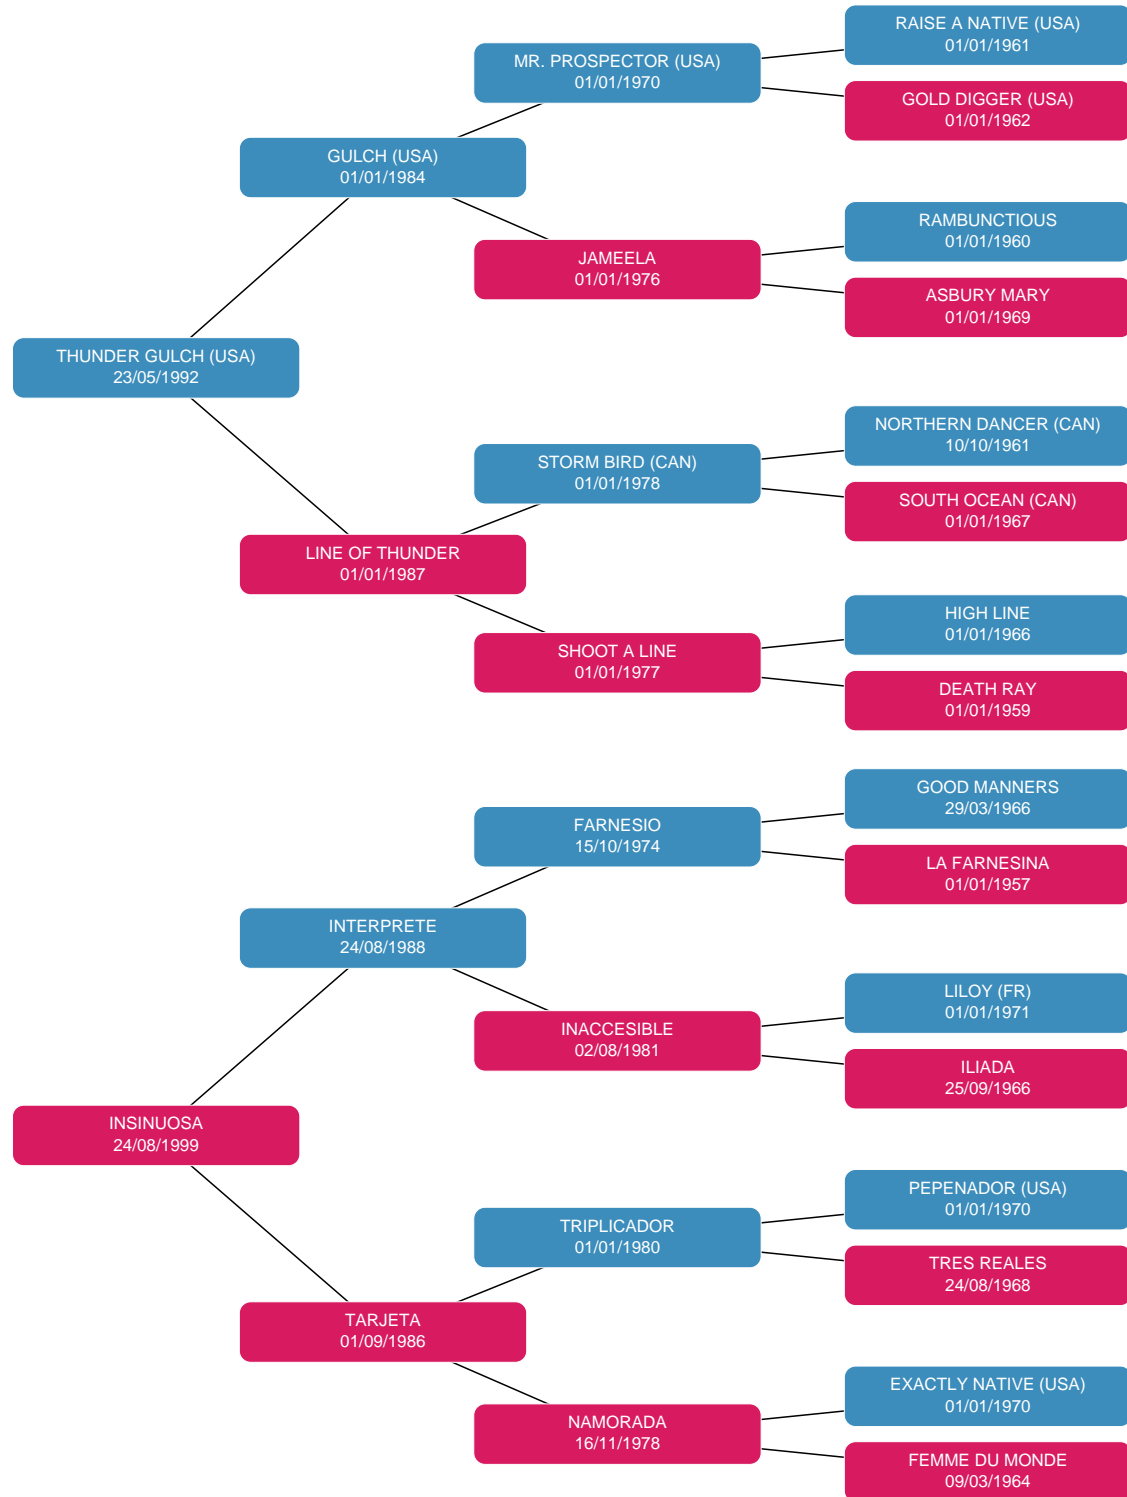 RAISE A NATIVE (USA)
01/01/1961
MR. PROSPECTOR (USA)
01/01/1970
GOLD DIGGER (USA)
01/01/1962
GULCH (USA)
01/01/1984
RAMBUNCTIOUS
01/01/1960
JAMEELA
01/01/1976
ASBURY MARY
01/01/1969
THUNDER GULCH (USA)
23/05/1992
NORTHERN DANCER (CAN)
10/10/1961
STORM BIRD (CAN)
01/01/1978
SOUTH OCEAN (CAN)
01/01/1967
LINE OF THUNDER
01/01/1987
HIGH LINE
01/01/1966
SHOOT A LINE
01/01/1977
DEATH RAY
01/01/1959
GOOD MANNERS
29/03/1966
FARNESIO
15/10/1974
LA FARNESINA
01/01/1957
INTERPRETE
24/08/1988
LILOY (FR)
01/01/1971
INACCESIBLE
02/08/1981
ILIADA
25/09/1966
INSINUOSA
24/08/1999
PEPENADOR (USA)
01/01/1970
TRIPLICADOR
01/01/1980
TRES REALES
24/08/1968
TARJETA
01/09/1986
EXACTLY NATIVE (USA)
01/01/1970
NAMORADA
16/11/1978
FEMME DU MONDE
09/03/1964